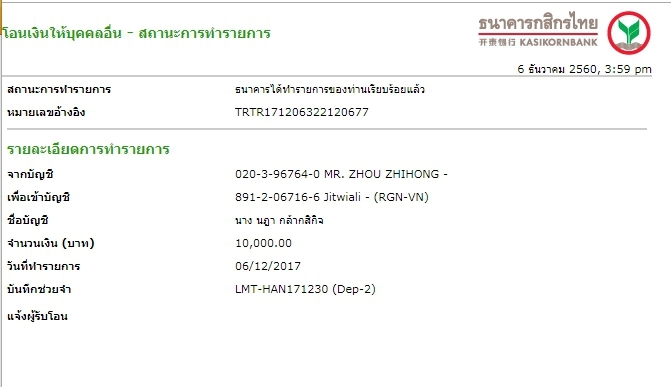 ธนาคารกสิกรไทย
开泰银行 KASIKORNBANK
โอนเงินให้บุคคลอื่น - สถานะการทำรายการ
6 ธันวาคม 2560, 3:59 pm
สถานะการทำรายการ ธนาคารได้ทำรายการของท่านเรียบร้อยแล้ว
หมายเลขอ้างอิง TRTR171206322120677
รายละเอียดการทำรายการ
จากบัญชี 020-3-96764-0 MR. ZHOU ZHIHONG -
เพื่อเข้าบัญชี 891-2-06716-6 Jitwiali - (RGN-VN)
ชื่อบัญชี นาง นฎา กล้ากสิกิจ
จำนวนเงิน (บาท) 10,000.00
วันที่ทำรายการ 06/12/2017
บันทึกช่วยจำ LMT-HAN171230 (Dep-2)
แจ้งผู้รับโอน